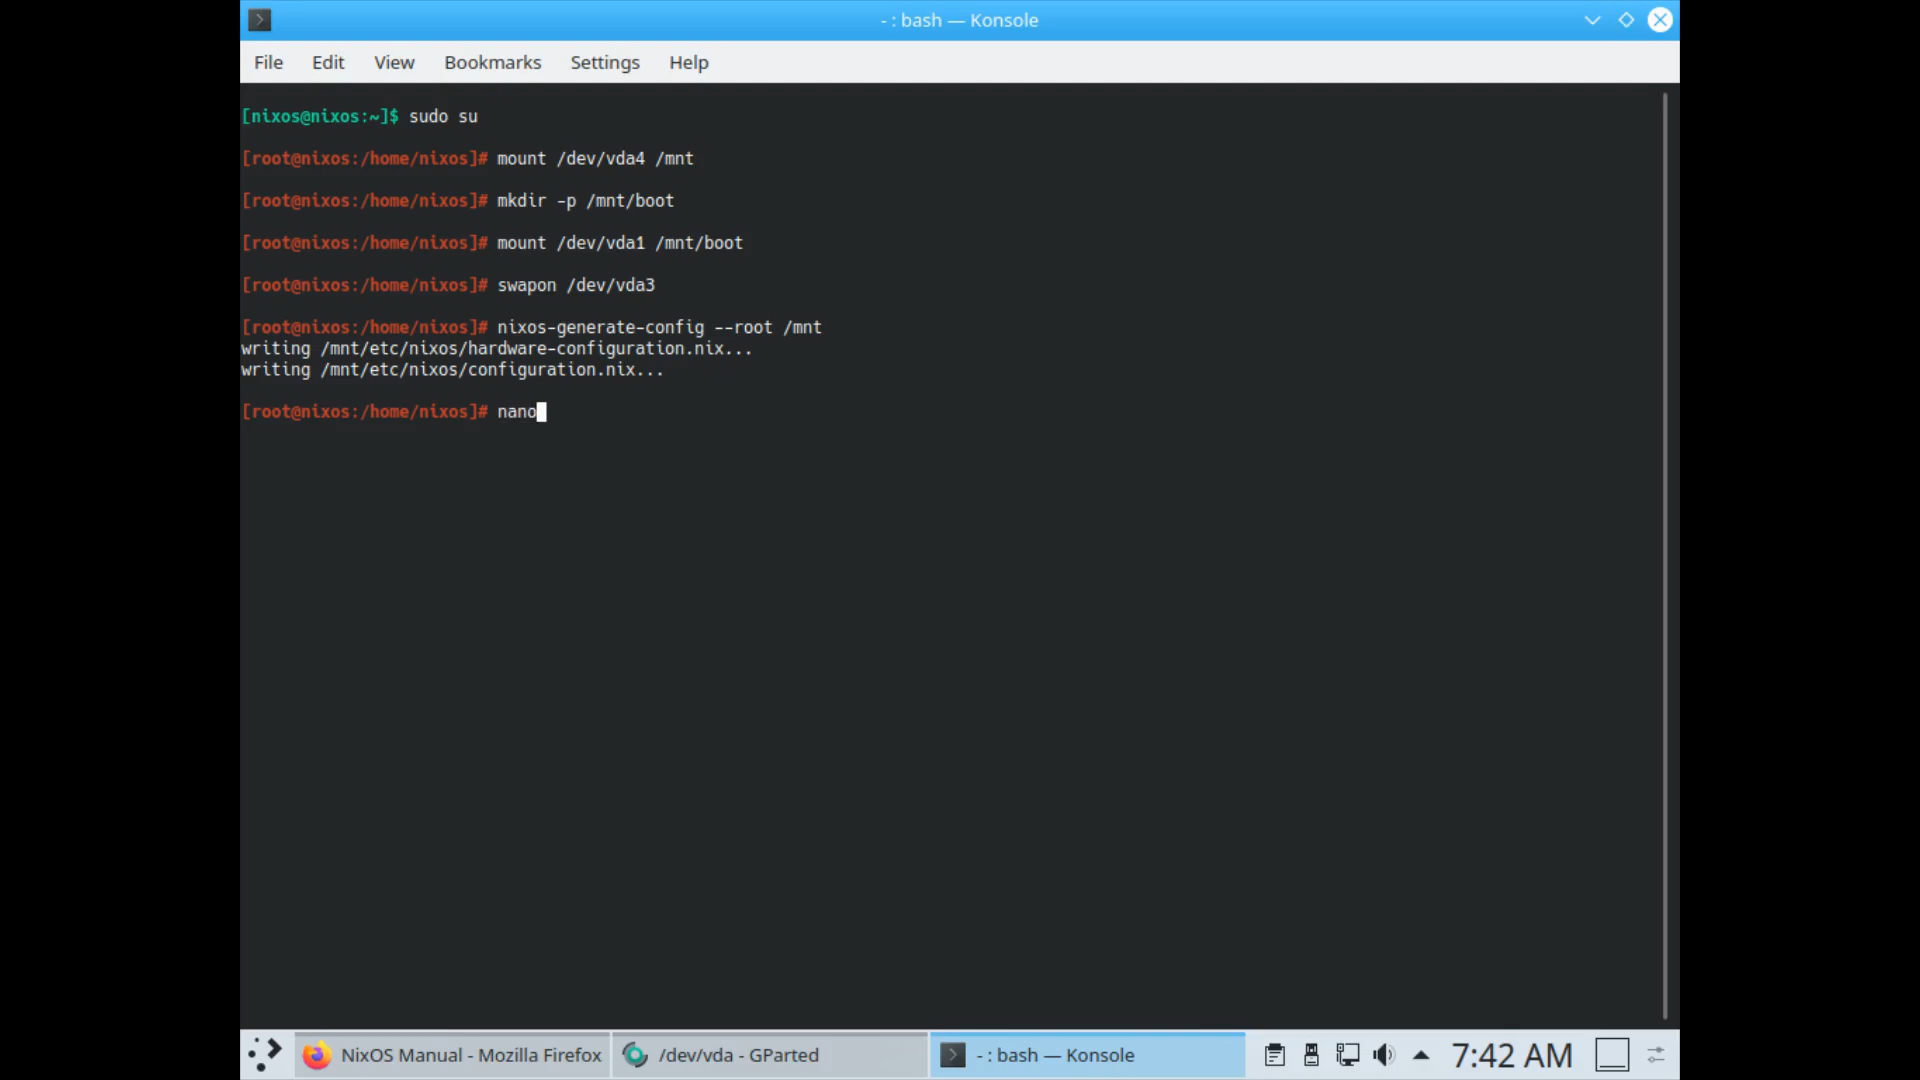 - : bash — Konsole
File Edit View Bookmarks Settings Help
[nixos@nixos:~]$ sudo su
[root@nixos:/home/nixos]# mount /dev/vda4 /mnt
[root@nixos:/home/nixos]# mkdir -p /mnt/boot
[root@nixos:/home/nixos]# mount /dev/vda1 /mnt/boot
[root@nixos:/home/nixos]# swapon /dev/vda3
[root@nixos:/home/nixos]# nixos-generate-config --root /mnt
writing /mnt/etc/nixos/hardware-configuration.nix...
writing /mnt/etc/nixos/configuration.nix...
[root@nixos:/home/nixos]# nano
NixOS Manual - Mozilla Firefox /dev/vda - GParted - : bash — Konsole 7:42 AM